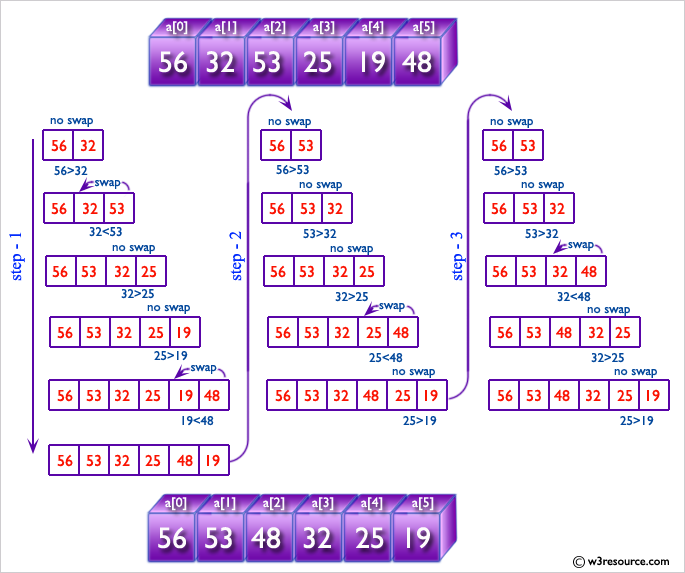 a[0] a[1] a[2] a[3] a[4] a[5]
56 32 53 25 19 48
step - 1
no swap
56 32
56>32
swap
56 32 53
32<53
no swap
56 53 32 25
32>25
no swap
56 53 32 25 19
25>19
swap
56 53 32 25 19 48
19<48
56 53 32 25 48 19
step - 2
no swap
56 53
56>53
no swap
56 53 32
53>32
no swap
56 53 32 25
32>25
swap
56 53 32 25 48
25<48
no swap
56 53 32 48 25 19
25>19
step - 3
no swap
56 53
56>53
no swap
56 53 32
53>32
swap
56 53 32 48
32<48
no swap
56 53 48 32 25
32>25
no swap
56 53 48 32 25 19
25>19
a[0] a[1] a[2] a[3] a[4] a[5]
56 53 48 32 25 19
© w3resource.com